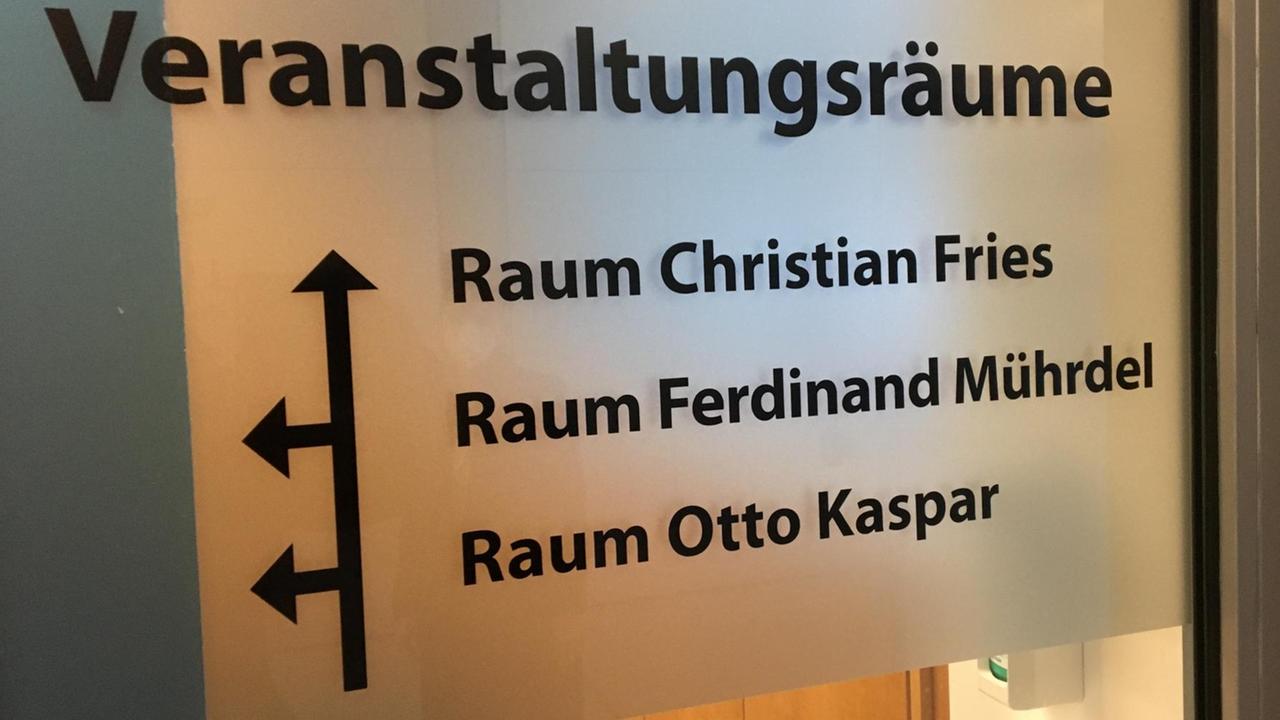 Veranstaltungsräume
Raum Christian Fries
Raum Ferdinand Mührdel
Raum Otto Kaspar